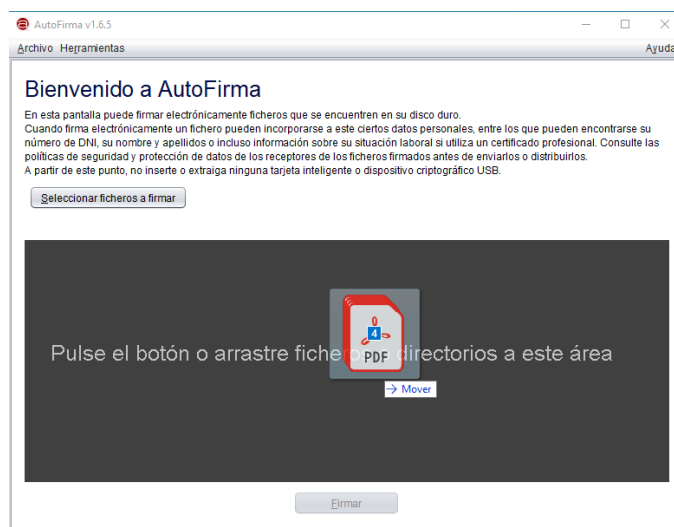 AutoFirma v1.6.5
Archivo Herramientas Ayuda
Bienvenido a AutoFirma
En esta pantalla puede firmar electrónicamente ficheros que se encuentren en su disco duro.
Cuando firma electrónicamente un fichero pueden incorporarse a este ciertos datos personales, entre los que pueden encontrarse su
número de DNI, su nombre y apellidos o incluso información sobre su situación laboral si utiliza un certificado profesional. Consulte las
políticas de seguridad y protección de datos de los receptores de los ficheros firmados antes de enviarlos o distribuirlos.
A partir de este punto, no inserte o extraiga ninguna tarjeta inteligente o dispositivo criptográfico USB.
Seleccionar ficheros a firmar
4
Pulse el botón o arrastre directorios a este área
PDF
→ Mover
Firmar